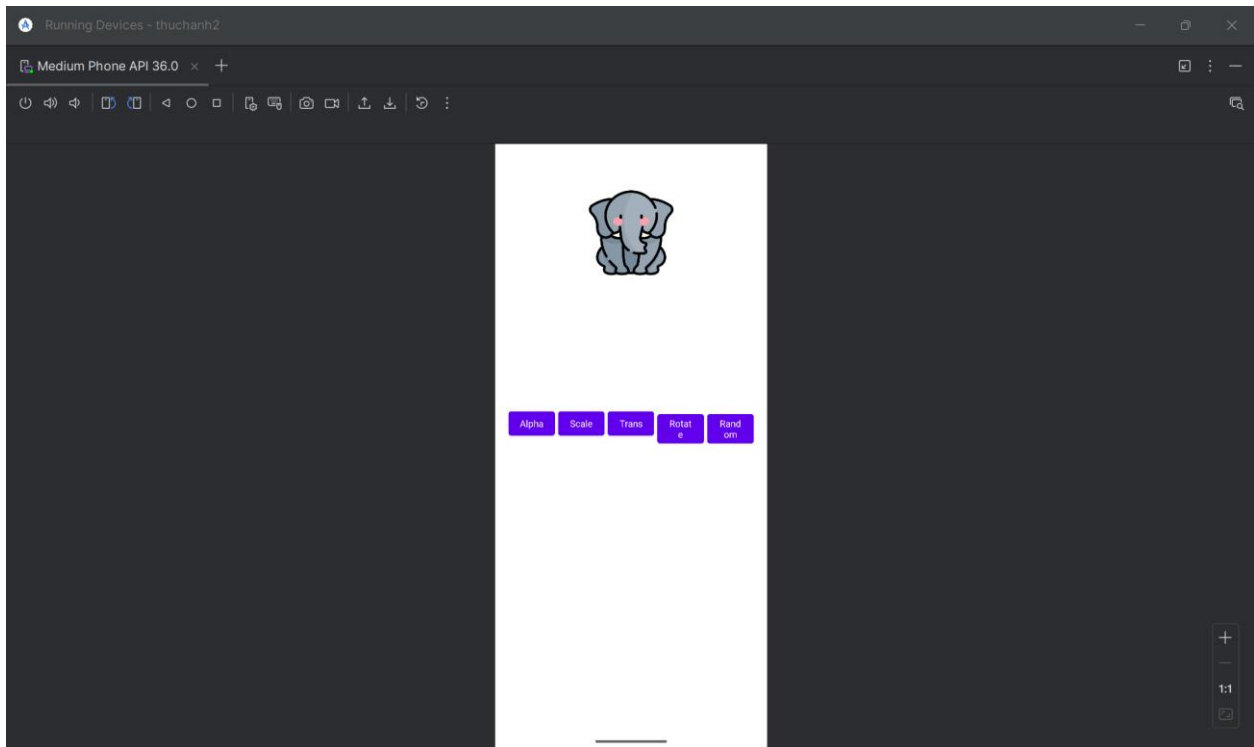 Running Devices - thuchanh2
Medium Phone API 36.0
Alpha
Scale
Trans
Rotat
e
Rand
om
1:1